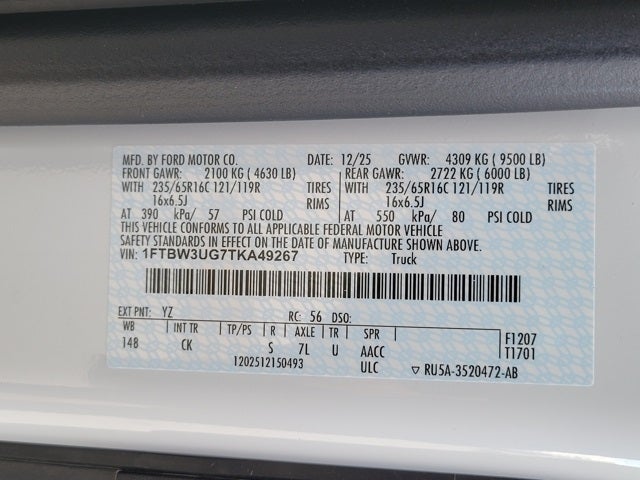 MFD. BY FORD MOTOR CO. DATE: 12/25 GVWR: 4309 KG ( 9500 LB)
FRONT GAWR: 2100 KG ( 4630 LB) REAR GAWR: 2722 KG ( 6000 LB)
WITH 235/65R16C 121/119R TIRES WITH 235/65R16C 121/119R TIRES
16x6.5J RIMS 16x6.5J RIMS
AT 390 kPa/ 57 PSI COLD AT 550 kPa/ 80 PSI COLD
THIS VEHICLE CONFORMS TO ALL APPLICABLE FEDERAL MOTOR VEHICLE
SAFETY STANDARDS IN EFFECT ON THE DATE OF MANUFACTURE SHOWN ABOVE.
VIN: 1FTBW3UG7TKA49267 TYPE: Truck
EXT PNT: YZ RC: 56 DSO:
WB INT TR TP/PS R AXLE TR SPR F1207
148 CK S 7L U AACC T1701
1202512150493 ULC ▽ RU5A-3520472-AB